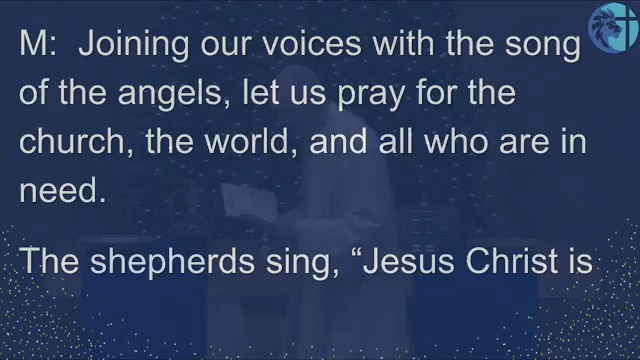 M:  Joining our voices with the song
of the angels, let us pray for the
church, the world, and all who are in
need.
The shepherds sing, “Jesus Christ is